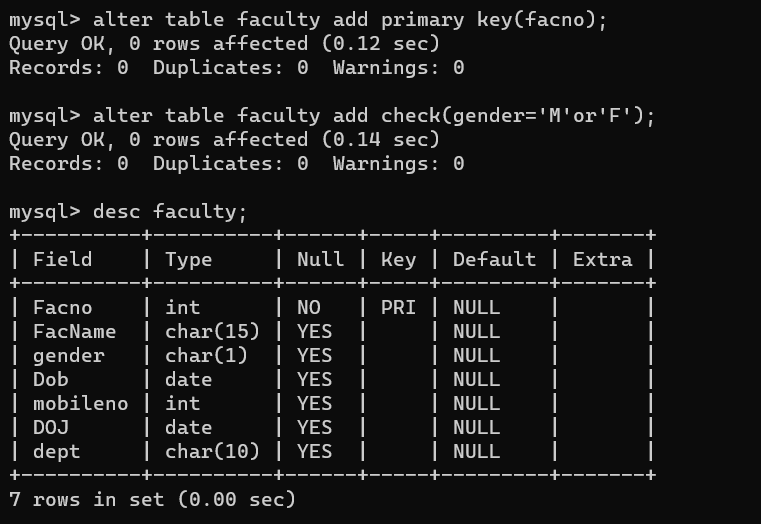 mysql> alter table faculty add primary key(facno);
Query OK, 0 rows affected (0.12 sec)
Records: 0  Duplicates: 0  Warnings: 0

mysql> alter table faculty add check(gender='M'or'F');
Query OK, 0 rows affected (0.14 sec)
Records: 0  Duplicates: 0  Warnings: 0

mysql> desc faculty;
+----------+----------+------+-----+---------+-------+
| Field    | Type     | Null | Key | Default | Extra |
+----------+----------+------+-----+---------+-------+
| Facno    | int      | NO   | PRI | NULL    |       |
| FacName  | char(15) | YES  |     | NULL    |       |
| gender   | char(1)  | YES  |     | NULL    |       |
| Dob      | date     | YES  |     | NULL    |       |
| mobileno | int      | YES  |     | NULL    |       |
| DOJ      | date     | YES  |     | NULL    |       |
| dept     | char(10) | YES  |     | NULL    |       |
+----------+----------+------+-----+---------+-------+
7 rows in set (0.00 sec)